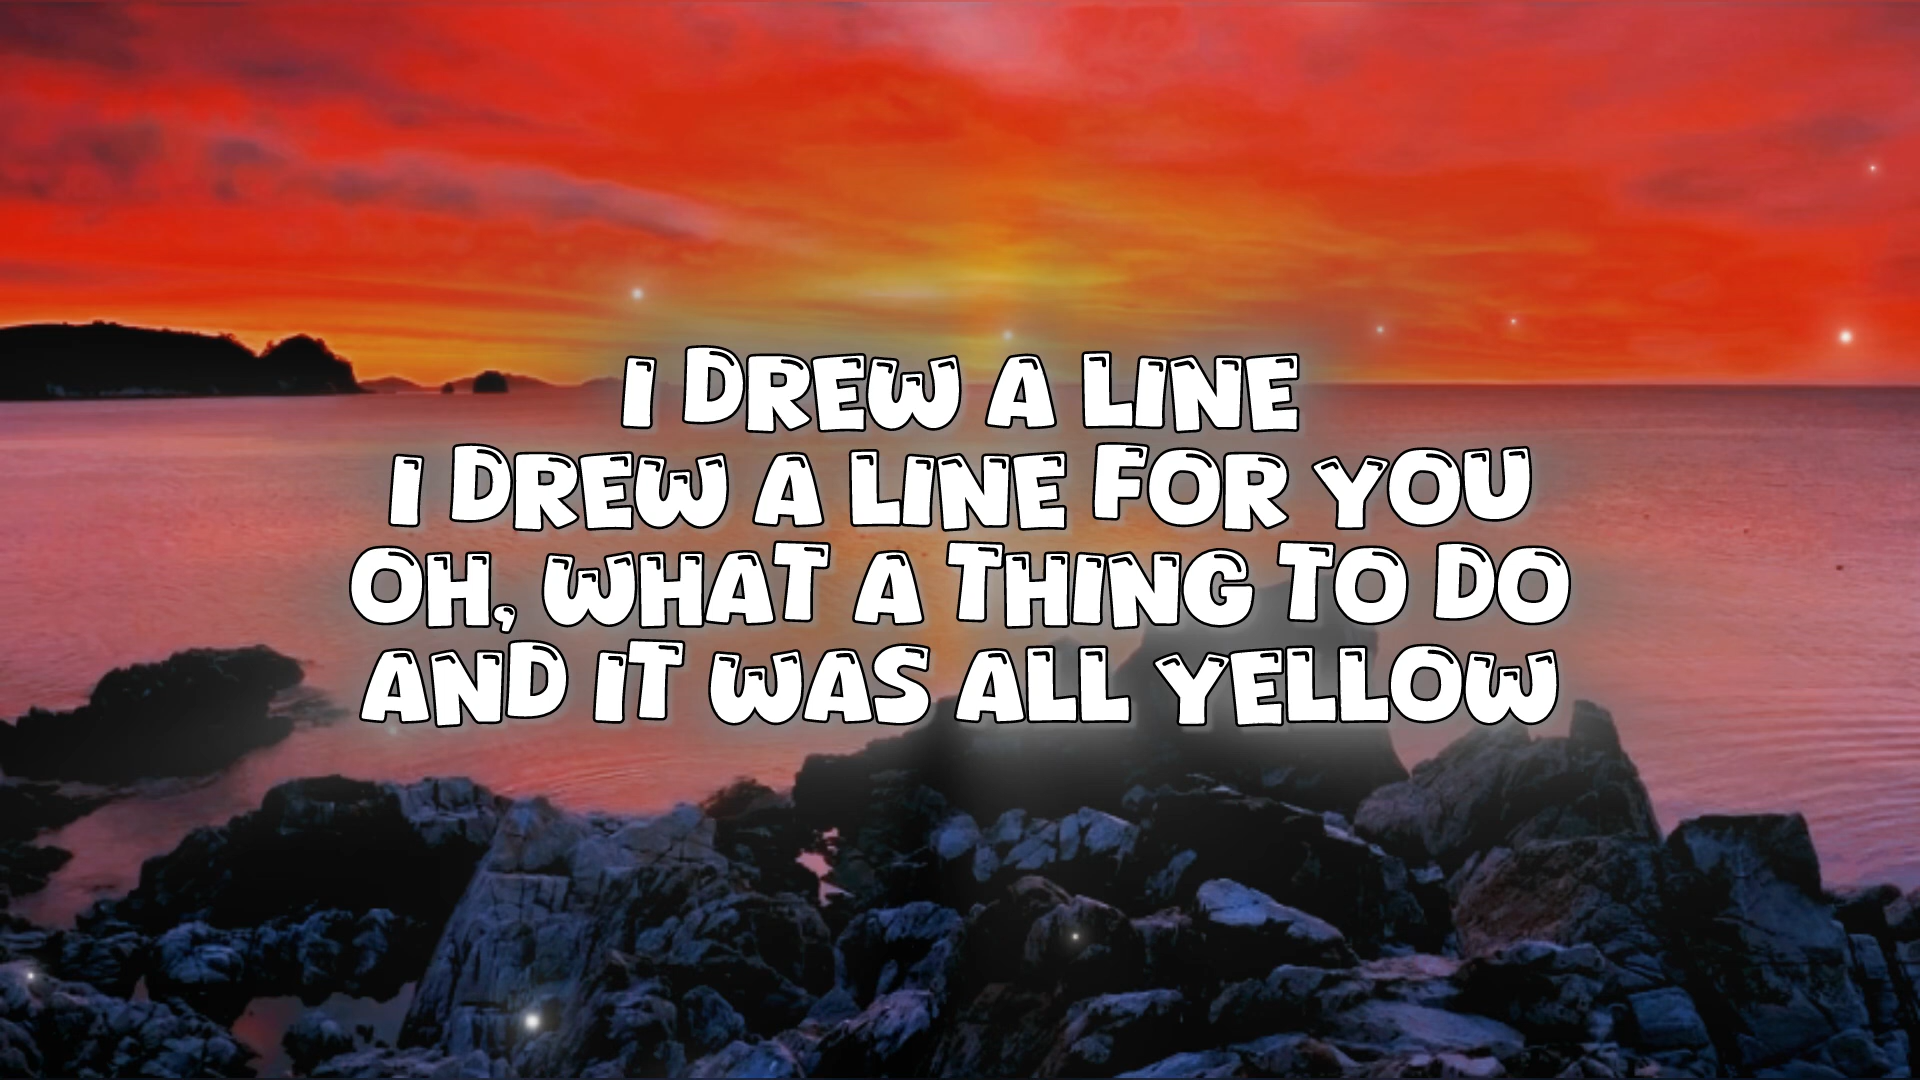 I DREW A LINE
I DREW A LINE FOR YOU
OH, WHAT A THING TO DO
AND IT WAS ALL YELLOW